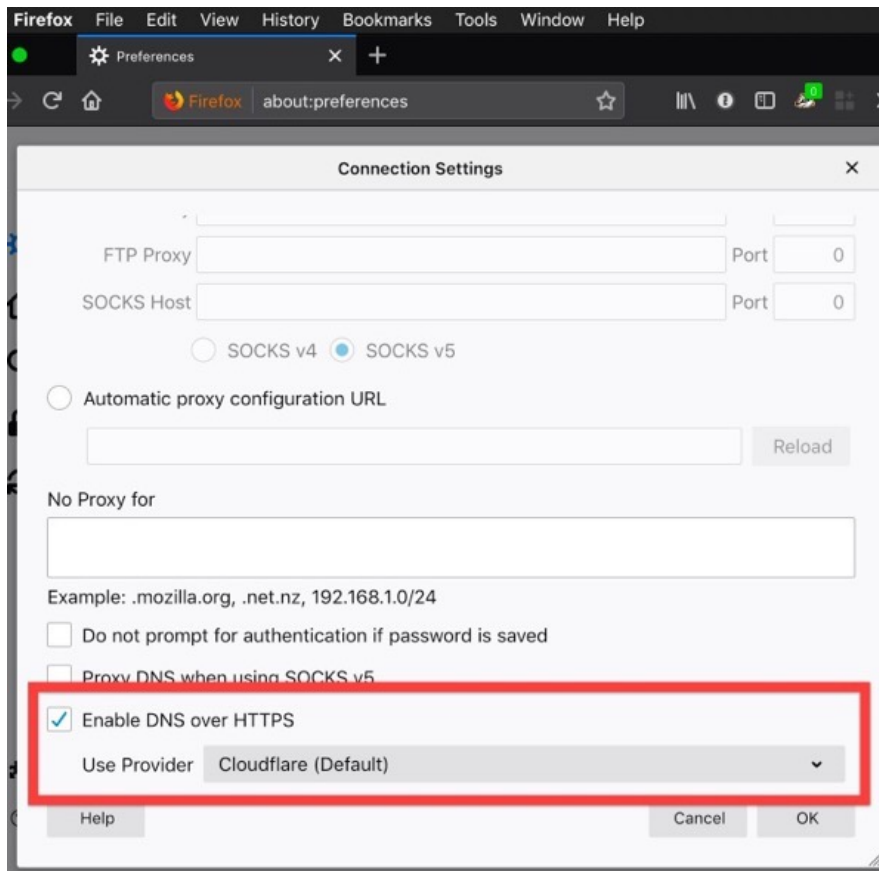 Firefox File Edit View History Bookmarks Tools Window Help
Preferences
Firefox about:preferences
0
Connection Settings
FTP Proxy Port 0
SOCKS Host Port 0
SOCKS v4 SOCKS v5
Automatic proxy configuration URL
Reload
No Proxy for
Example: .mozilla.org, .net.nz, 192.168.1.0/24
Do not prompt for authentication if password is saved
Proxy DNS when using SOCKS v5
Enable DNS over HTTPS
Use Provider Cloudflare (Default)
Help Cancel OK